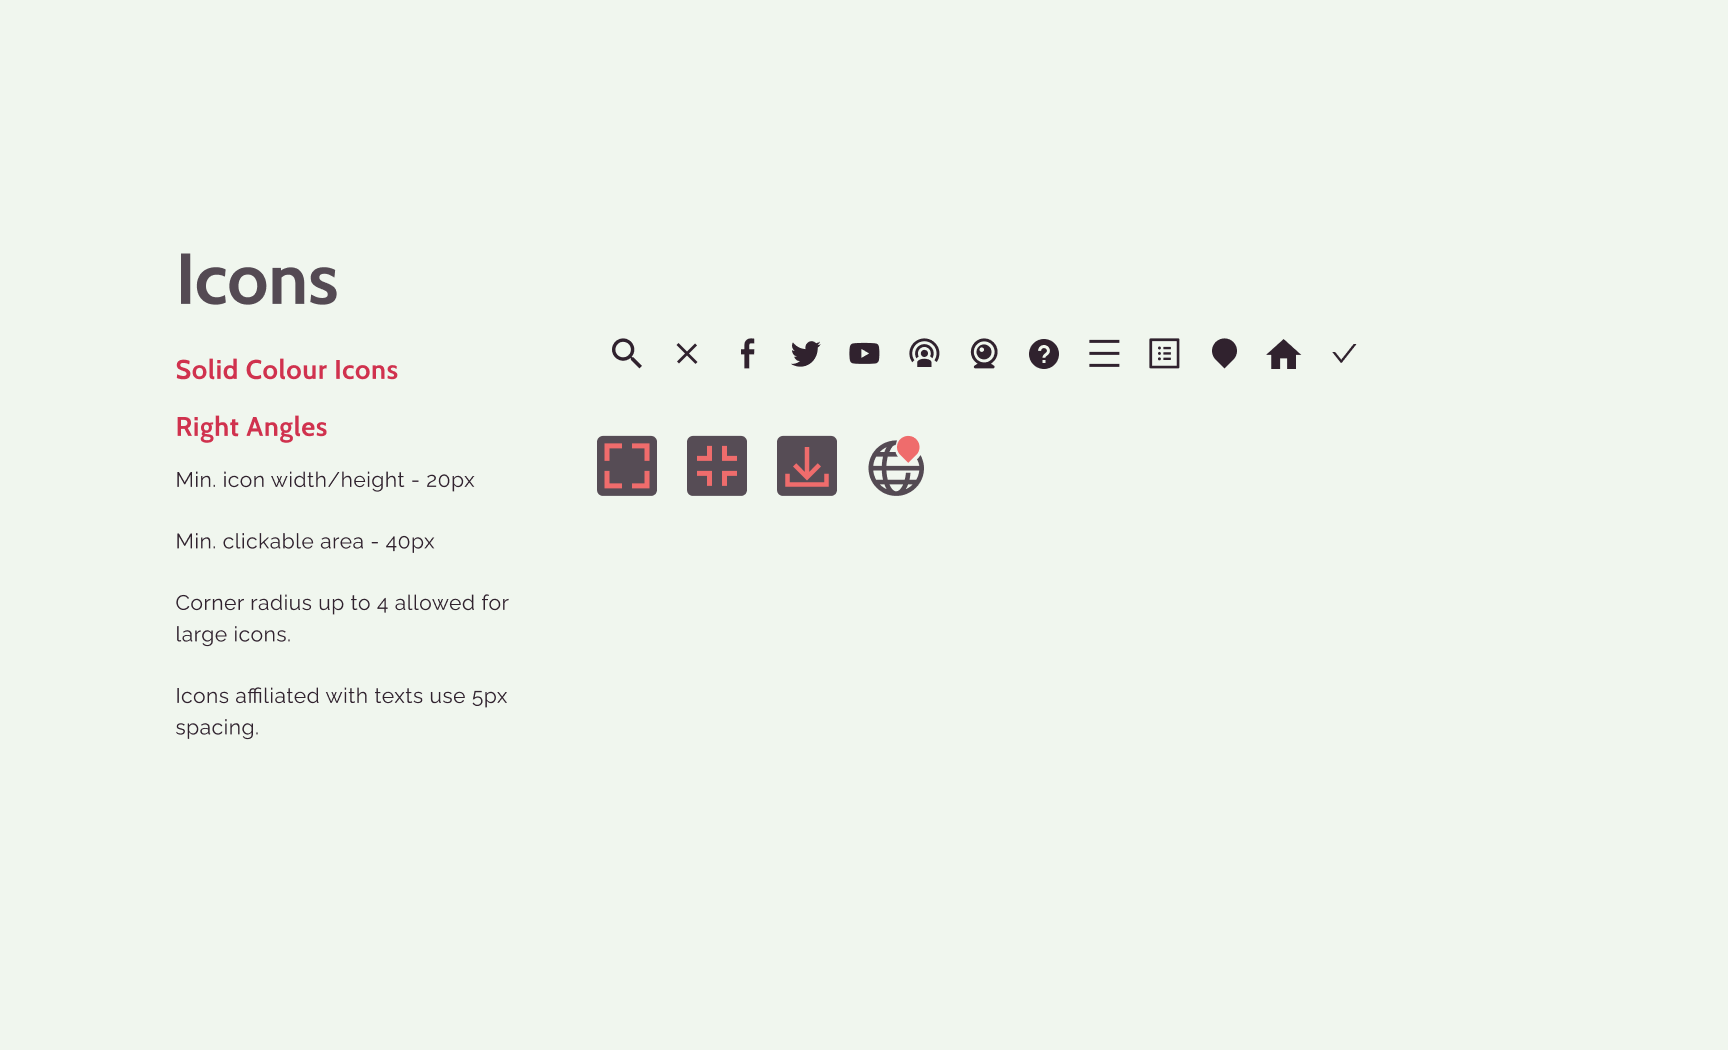 Icons
Solid Colour Icons
Right Angles
Min. icon width/height - 20px
Min. clickable area - 40px
Corner radius up to 4 allowed for
large icons.
Icons affiliated with texts use 5px
spacing.